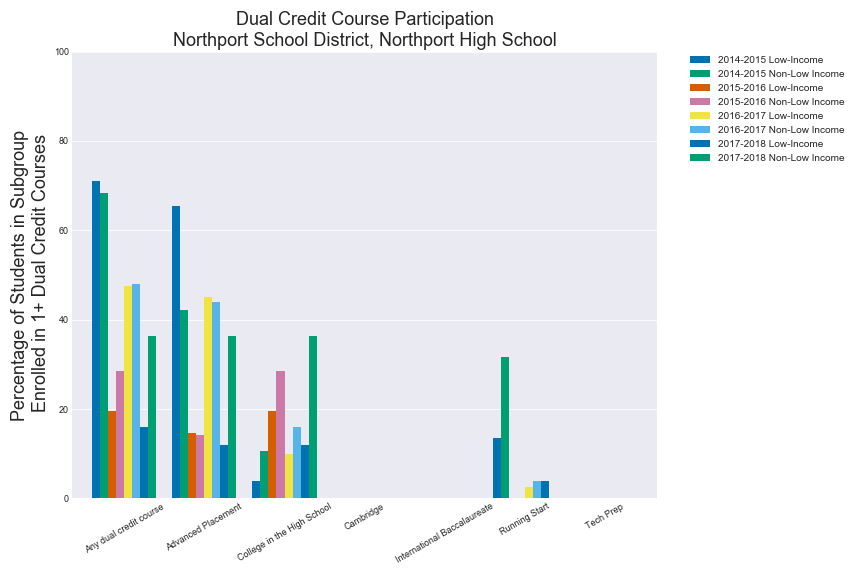 Dual Credit Course Participation
Northport School District, Northport High School
Percentage of Students in Subgroup
Enrolled in 1+ Dual Credit Courses
100
80
60
40
20
0
Any dual credit course
Advanced Placement
College in the High School
Cambridge
International Baccalaureate
Running Start
Tech Prep
2014-2015 Low-Income
2014-2015 Non-Low Income
2015-2016 Low-Income
2015-2016 Non-Low Income
2016-2017 Low-Income
2016-2017 Non-Low Income
2017-2018 Low-Income
2017-2018 Non-Low Income